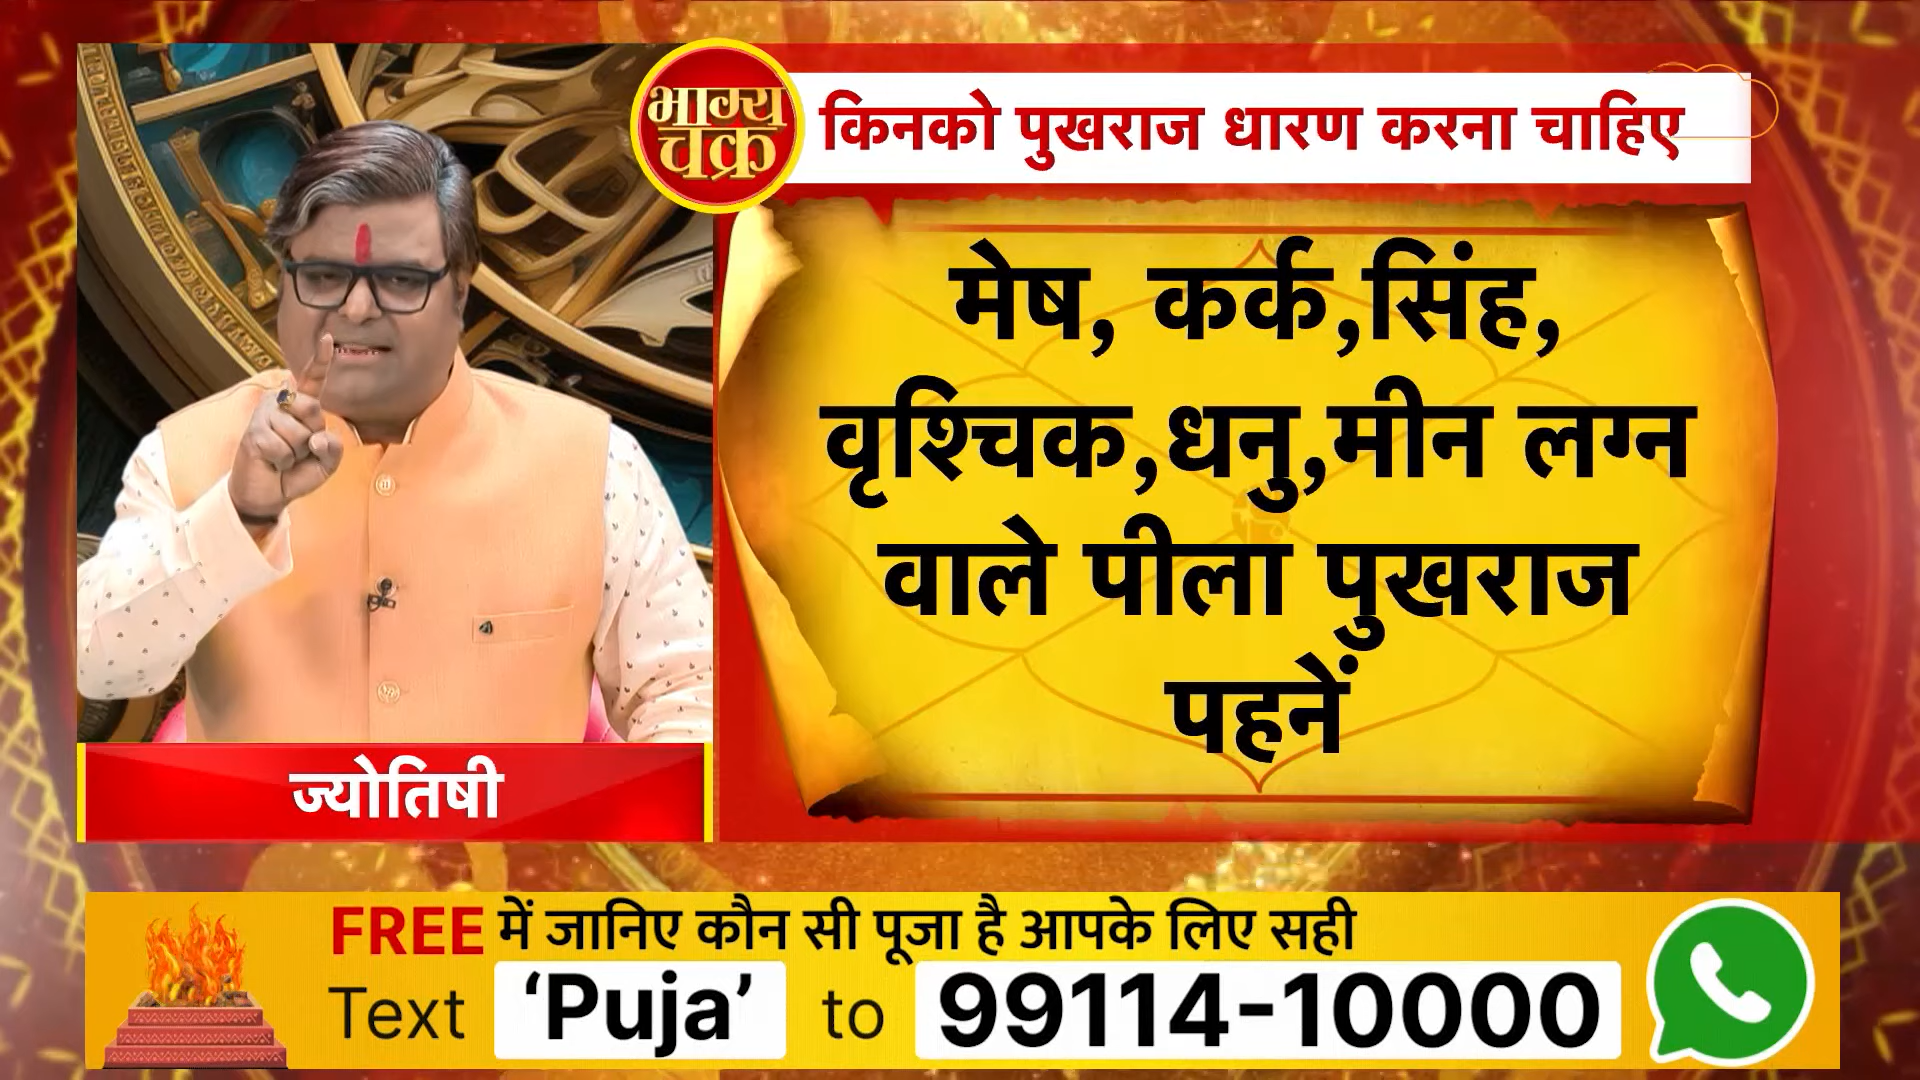 भाग्य
चक्र
किनको पुखराज धारण करना चाहिए
मेष, कर्क,सिंह,
वृश्चिक,धनु,मीन लग्न
वाले पीला पुखराज
पहनें
ज्योतिषी
FREE में जानिए कौन सी पूजा है आपके लिए सही
Text ‘Puja’ to 99114-10000